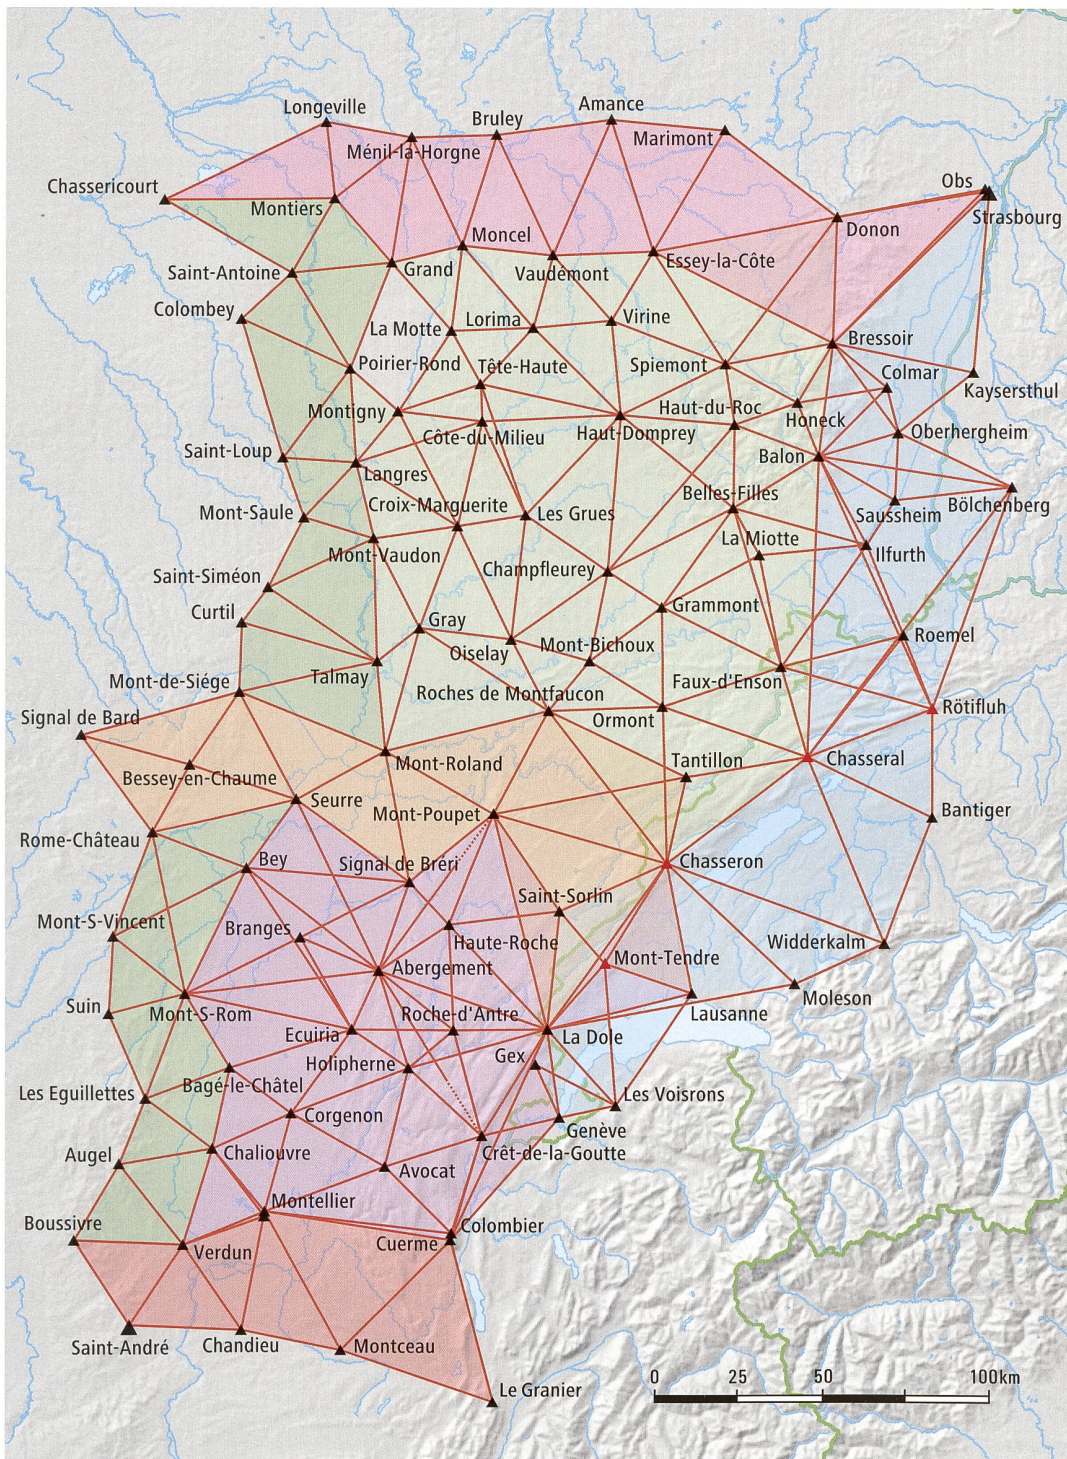 Longeville
Ménil-la-Horgne
Bruley
Amance
Marimont
Chassericourt
Montiers
Obs
Strasbourg
Donon
Moncel
Saint-Antoine
Grand
Vaudémont
Essey-la-Côte
Colombey
La Motte
Lorima
Virine
Bressoir
Poirier-Rond
Tête-Haute
Spiemont
Colmar
Kaysersthul
Montigny
Côte-du-Milieu
Haut-Domprey
Haut-du-Roc
Honeck
Oberhergheim
Saint-Loup
Langres
Balon
Mont-Saule
Croix-Marguerite
Les Grues
Belles-Filles
Saussheim
Bölchenberg
Mont-Vaudon
La Miotte
Ilfurth
Saint-Siméon
Champfleurey
Curtil
Gray
Grammont
Roemel
Oiselay
Mont-Bichoux
Talmay
Faux-d'Enson
Mont-de-Siége
Roches de Montfaucon
Ormont
Rötifluh
Signal de Bard
Bessey-en-Chaume
Mont-Roland
Tantillon
Chasseral
Seurre
Mont-Poupet
Bantiger
Rome-Château
Bey
Signal de Bréri
Chasseron
Saint-Sorlin
Mont-S-Vincent
Branges
Haute-Roche
Widderkalm
Abergement
Mont-Tendre
Moleson
Suin
Mont-S-Rom
Roche-d'Antre
Lausanne
Ecuiria
La Dole
Holipherne
Gex
Les Eguillettes
Bagé-le-Châtel
Les Voisrons
Corgenon
Genève
Augel
Chaliouvre
Crêt-de-la-Goutte
Avocat
Boussivre
Montellier
Colombier
Verdun
Cuerme
Saint-André
Chandieu
Montceau
Le Granier
0 25 50 100km